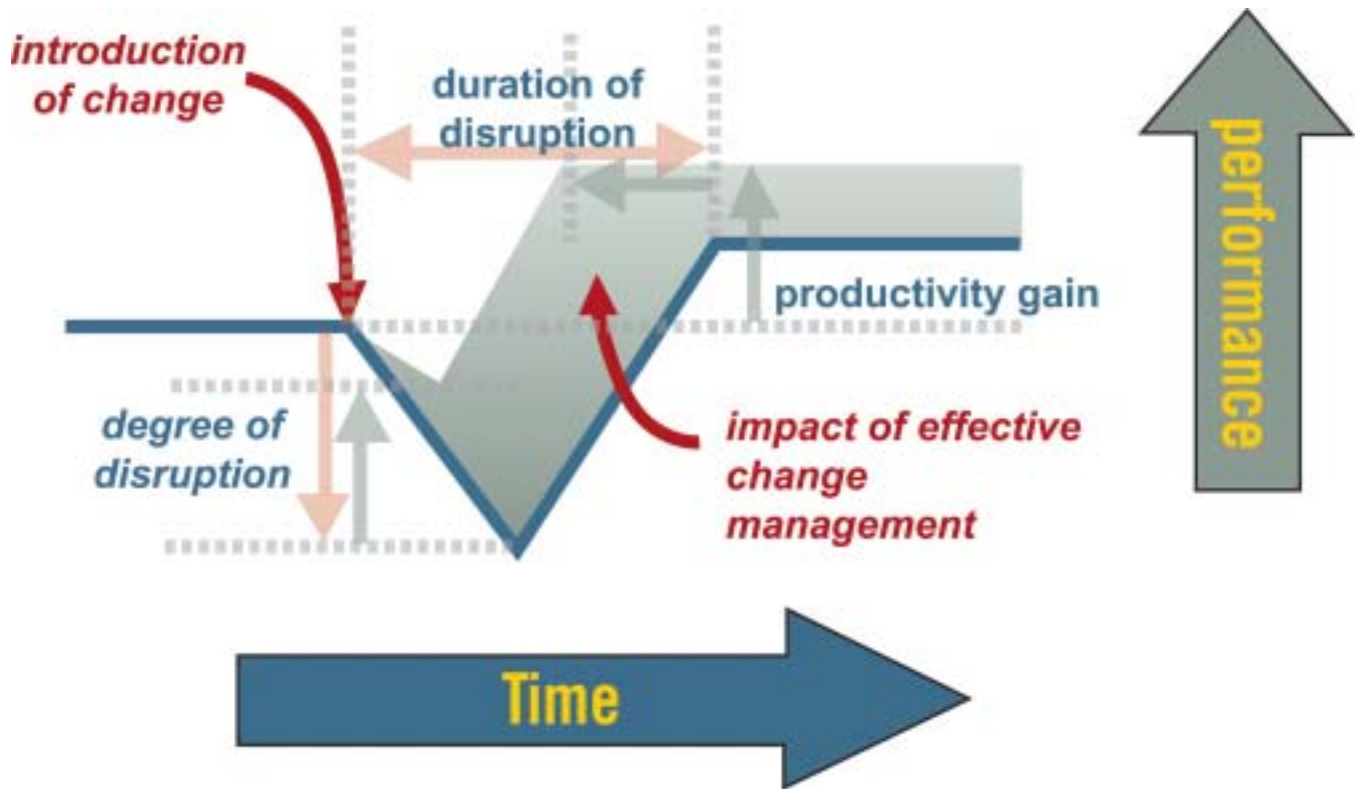 introduction
of change
duration of
disruption
productivity gain
degree of
disruption
impact of effective
change
management
performance
Time